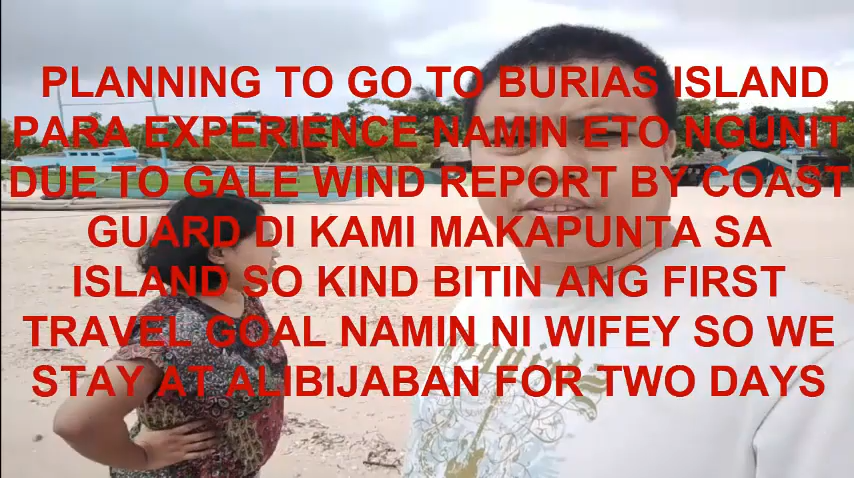 PLANNING TO GO TO BURIAS ISLAND
PARA EXPERIENCE NAMIN ETO NGUNIT
DUE TO GALE WIND REPORT BY COAST
GUARD DI KAMI MAKAPUNTA SA
ISLAND SO KIND BITIN ANG FIRST
TRAVEL GOAL NAMIN NI WIFEY SO WE
STAY AT ALIBIJABAN FOR TWO DAYS